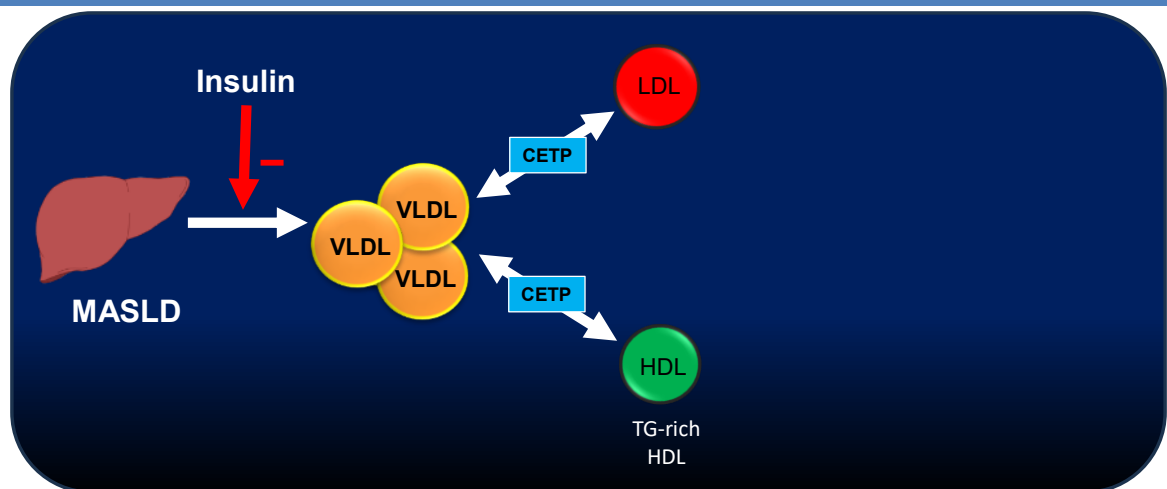 Insulin
–
LDL
CETP
VLDL
VLDL
VLDL
CETP
MASLD
HDL
TG-rich
HDL